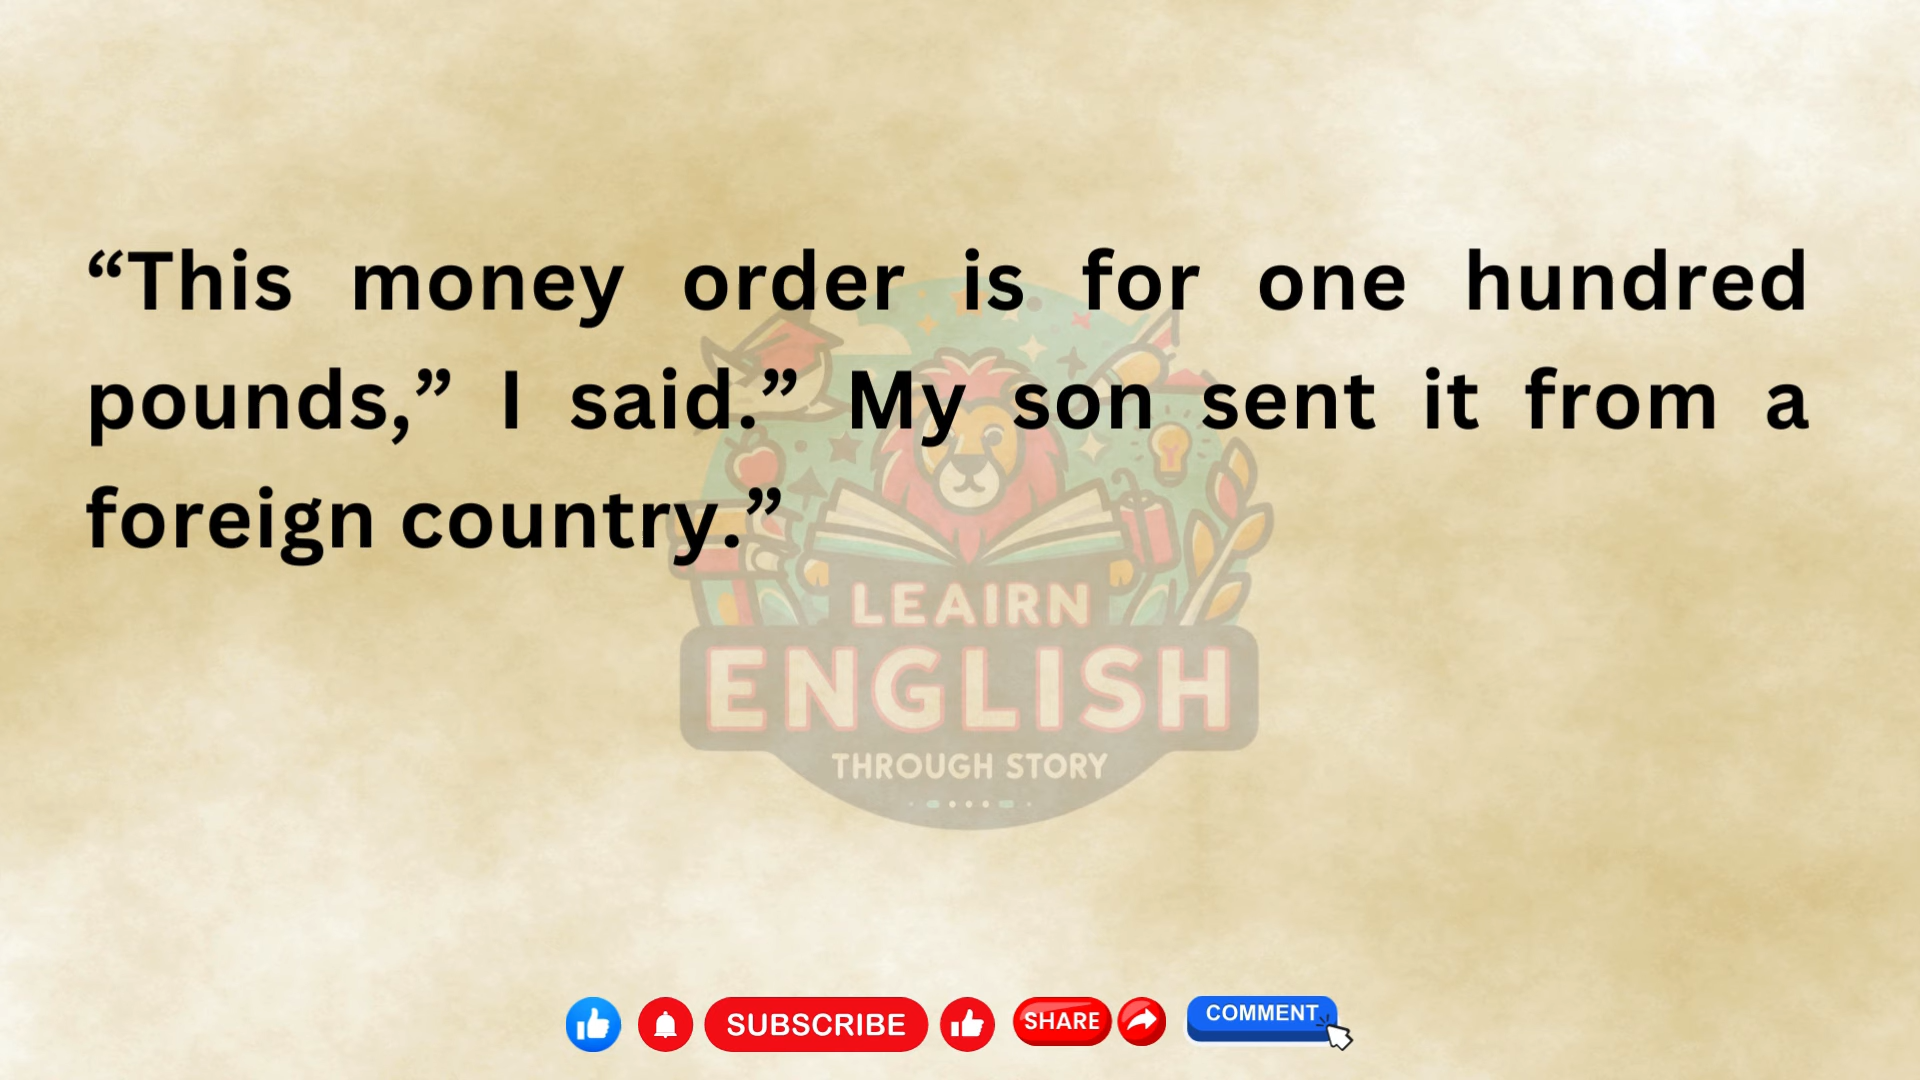 “This money order is for one hundred
pounds,” I said.” My son sent it from a
foreign country.”
LEAIRN
ENGLISH
THROUGH STORY
SUBSCRIBE
SHARE
COMMENT